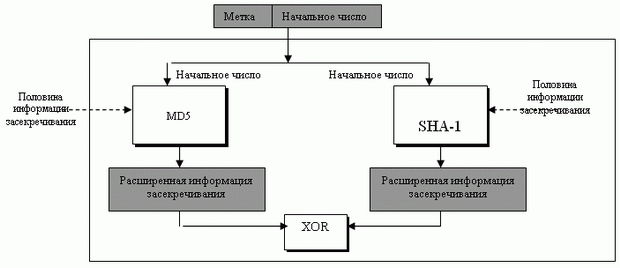 Метка Начальное число
Начальное число Начальное число
Половина
информации
засекречивания
MD5
SHA-1
Половина
информации
засекречивания
Расширенная информация
засекречивания
Расширенная информация
засекречивания
XOR